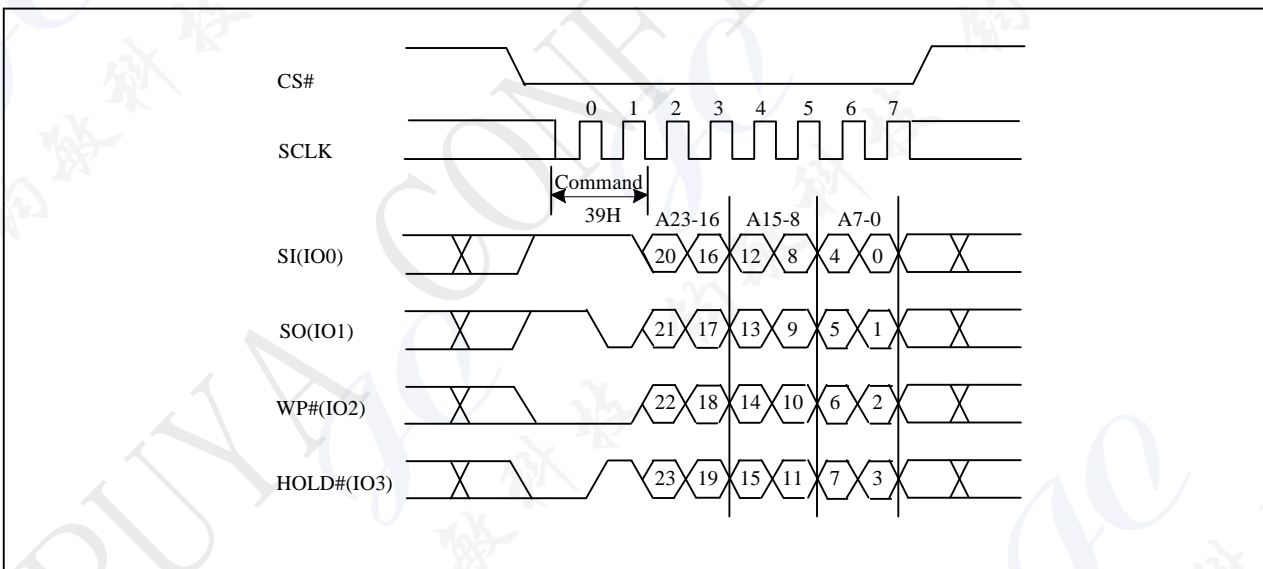 CS#
0 1 2 3 4 5 6 7
SCLK
Command
39H
A23-16 A15-8 A7-0
SI(IO0)
20 16 12 8 4 0
SO(IO1)
21 17 13 9 5 1
WP#(IO2)
22 18 14 10 6 2
HOLD#(IO3)
23 19 15 11 7 3
PUYA CONF